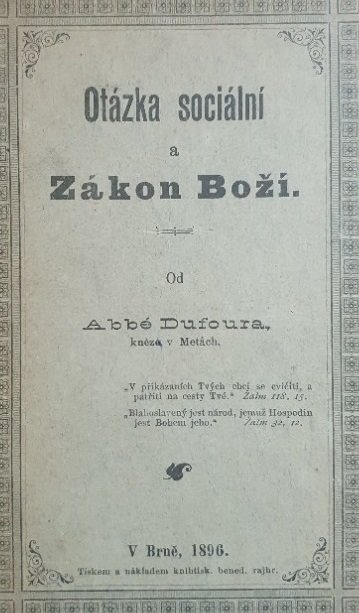 Otázka sociální
a
Zákon Boží.
Od
Abbé Dufoura,
kněze v Metách.
„V přikázaních Tvých chci se cvičiti, a
patřiti na cesty Tvé.“ Žalm 118, 15.
„Blahoslavený jest národ, jemuž Hospodin
jest Bohem jeho.“ Žalm 32, 12.
V Brně, 1896.
Tiskem a nákladem knihtisk. bened. rajhr.